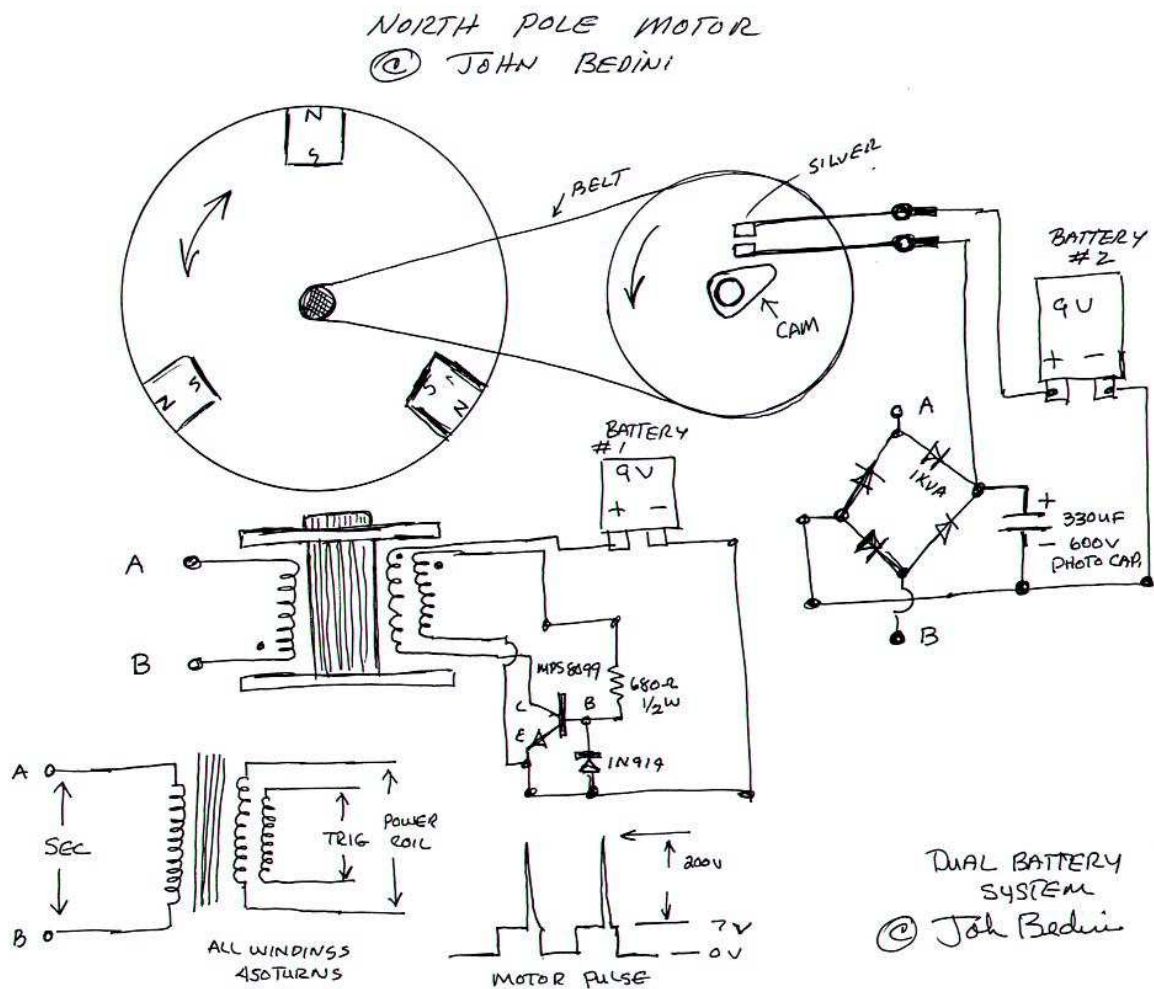 NORTH POLE MOTOR
© JOHN BEDINI
N
S
SILVER
BELT
BATTERY
#2
9V
+ -
CAM
S
N
S
N
BATTERY
#1
9V
+ -
A
1KVA
+
330UF
-
600V
PHOTO CAP.
B
A
B
MPS8099
C
B
E
680Ω
1/2W
1N914
A
SEC
B
TRIG
POWER
COIL
ALL WINDINGS
450 TURNS
200V
7V
0V
MOTOR PULSE
DUAL BATTERY
SYSTEM
© John Bedini